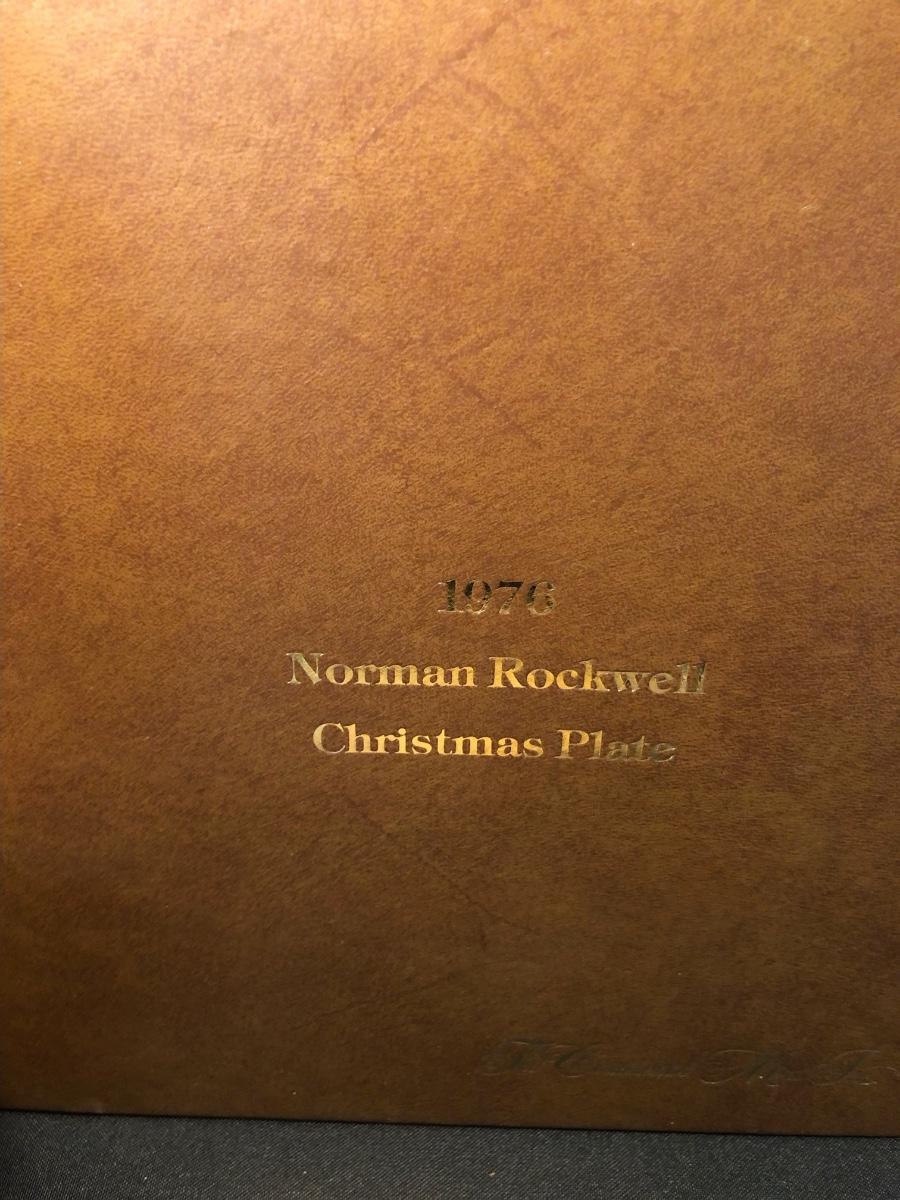 1976
Norman Rockwell
Christmas Plate